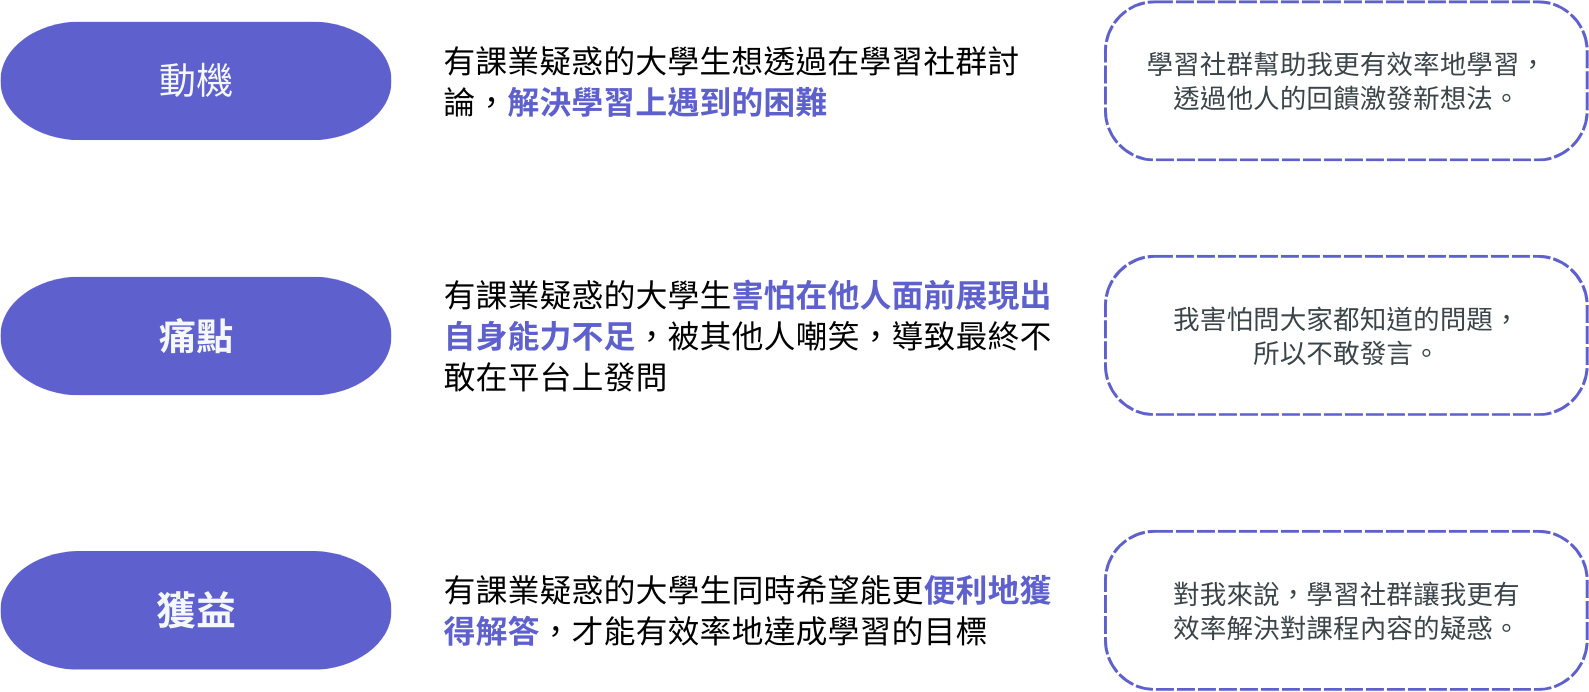 動機
有課業疑惑的大學生想透過在學習社群討
論，解決學習上遇到的困難
學習社群幫助我更有效率地學習，
透過他人的回饋激發新想法。
痛點
有課業疑惑的大學生害怕在他人面前展現出
自身能力不足，被其他人嘲笑，導致最終不
敢在平台上發問
我害怕問大家都知道的問題，
所以不敢發言。
獲益
有課業疑惑的大學生同時希望能更便利地獲
得解答，才能有效率地達成學習的目標
對我來說，學習社群讓我更有
效率解決對課程內容的疑惑。